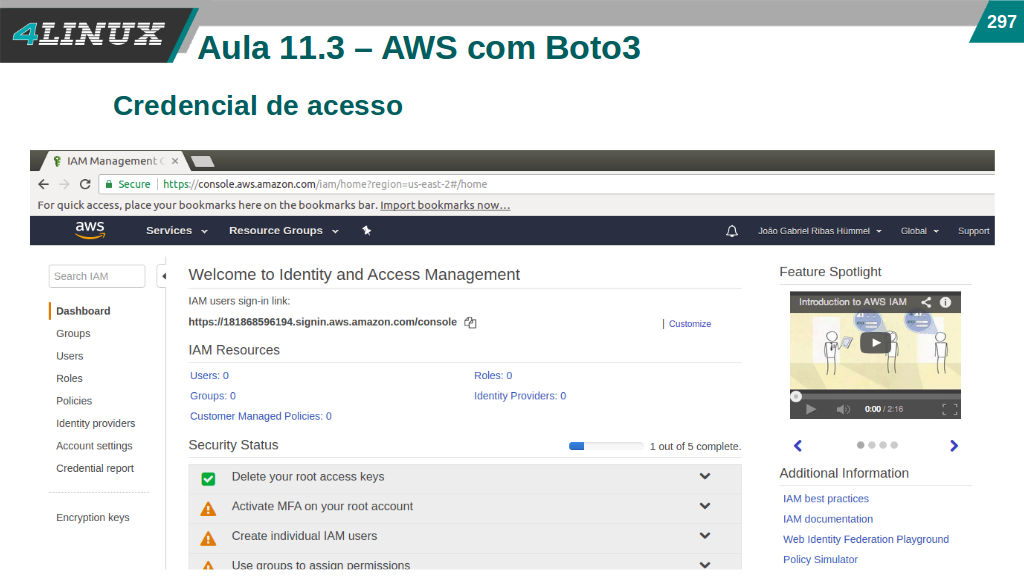 4LINUX
297
Aula 11.3 – AWS com Boto3
Credencial de acesso
IAM Management C
Secure | https://console.aws.amazon.com/iam/home?region=us-east-2#/home
For quick access, place your bookmarks here on the bookmarks bar. Import bookmarks now...
aws Services Resource Groups João Gabriel Ribas Hümmel Global Support
Search IAM
Dashboard
Groups
Users
Roles
Policies
Identity providers
Account settings
Credential report
Encryption keys
Welcome to Identity and Access Management
IAM users sign-in link:
https://181868596194.signin.aws.amazon.com/console
Customize
IAM Resources
Users: 0 Roles: 0
Groups: 0 Identity Providers: 0
Customer Managed Policies: 0
Security Status 1 out of 5 complete.
Delete your root access keys
Activate MFA on your root account
Create individual IAM users
Use groups to assign permissions
Feature Spotlight
Introduction to AWS IAM
0:00 / 2:16
Additional Information
IAM best practices
IAM documentation
Web Identity Federation Playground
Policy Simulator